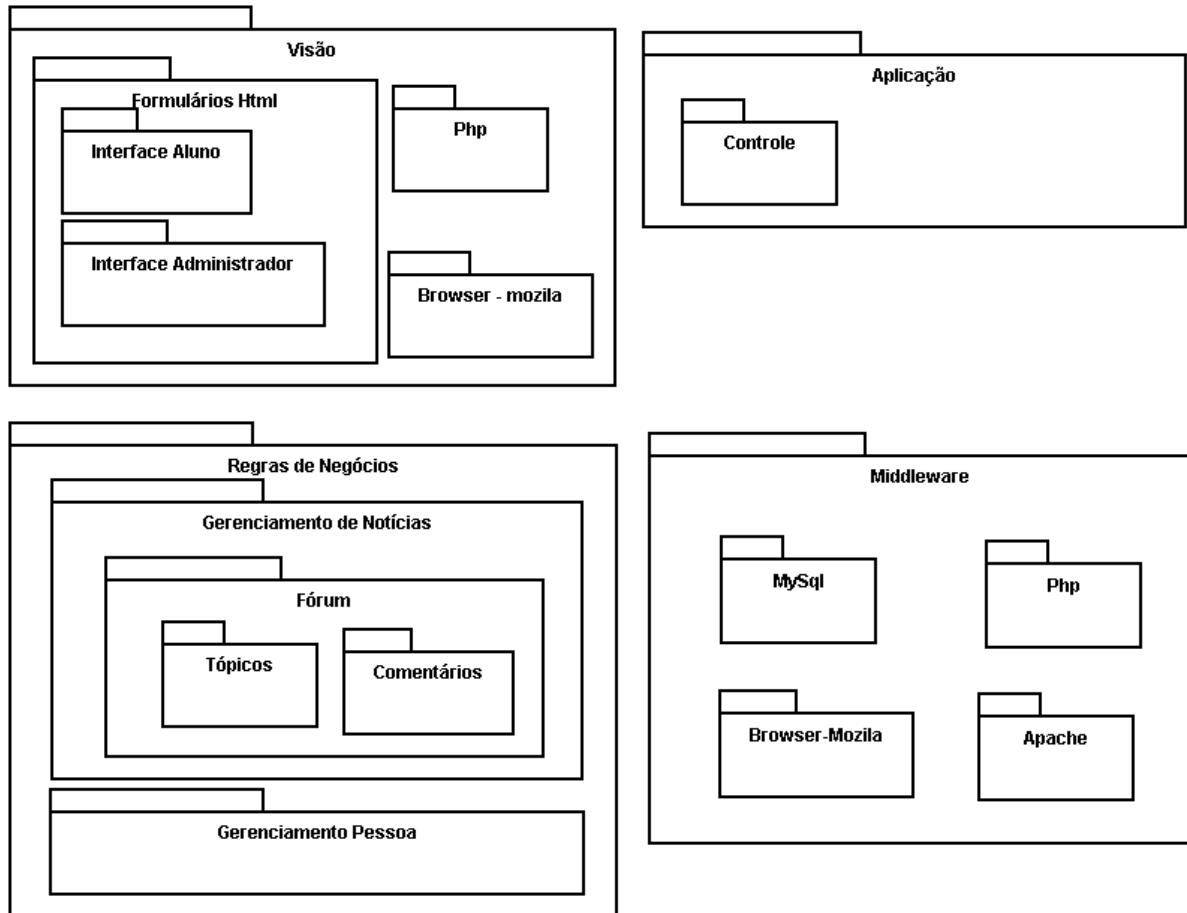 Visão
Formulários Html
Interface Aluno
Interface Administrador
Php
Browser - mozila
Aplicação
Controle
Regras de Negócios
Gerenciamento de Notícias
Fórum
Tópicos
Comentários
Gerenciamento Pessoa
Middleware
MySql
Php
Browser-Mozila
Apache